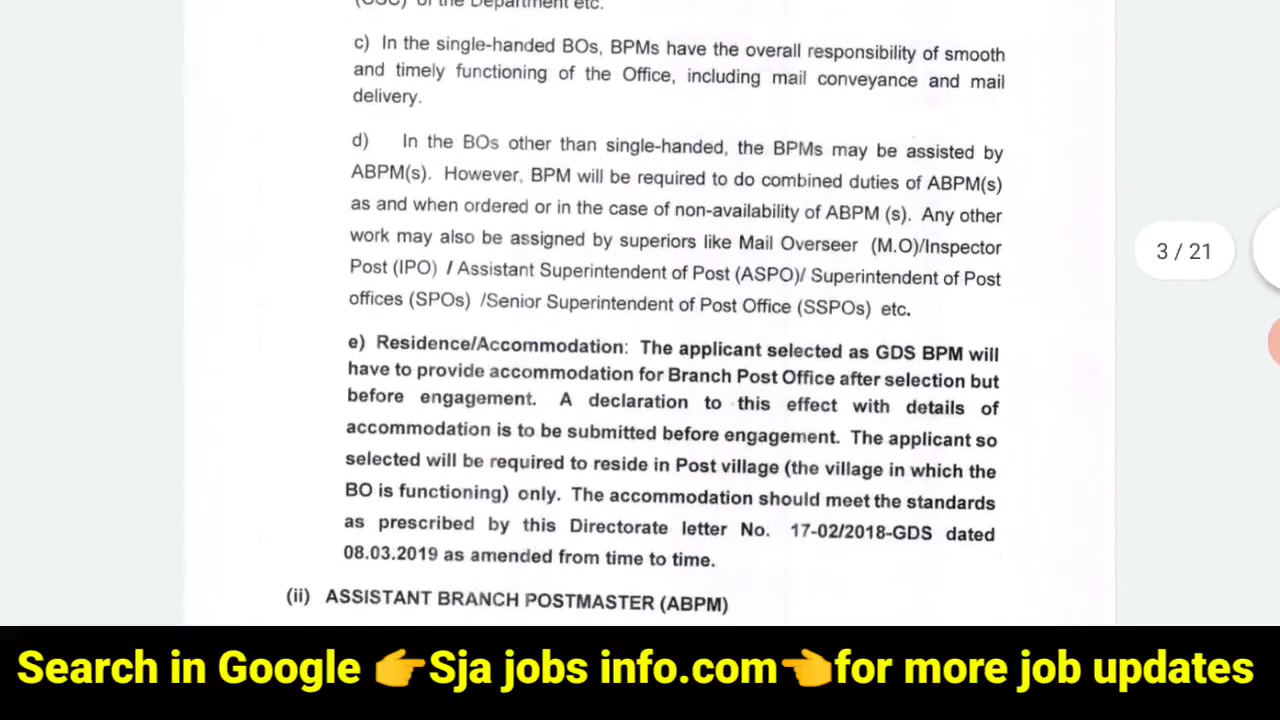 of the Department etc.
c) In the single-handed BOs, BPMs have the overall responsibility of smooth
and timely functioning of the Office, including mail conveyance and mail
delivery.
d) In the BOs other than single-handed, the BPMs may be assisted by
ABPM(s). However, BPM will be required to do combined duties of ABPM(s)
as and when ordered or in the case of non-availability of ABPM (s). Any other
work may also be assigned by superiors like Mail Overseer (M.O)/Inspector
Post (IPO) / Assistant Superintendent of Post (ASPO)/ Superintendent of Post
offices (SPOs) /Senior Superintendent of Post Office (SSPOs) etc.
3 / 21
e) Residence/Accommodation: The applicant selected as GDS BPM will
have to provide accommodation for Branch Post Office after selection but
before engagement. A declaration to this effect with details of
accommodation is to be submitted before engagement. The applicant so
selected will be required to reside in Post village (the village in which the
BO is functioning) only. The accommodation should meet the standards
as prescribed by this Directorate letter No. 17-02/2018-GDS dated
08.03.2019 as amended from time to time.
(ii) ASSISTANT BRANCH POSTMASTER (ABPM)
Search in Google 👉Sja jobs info.com👈for more job updates